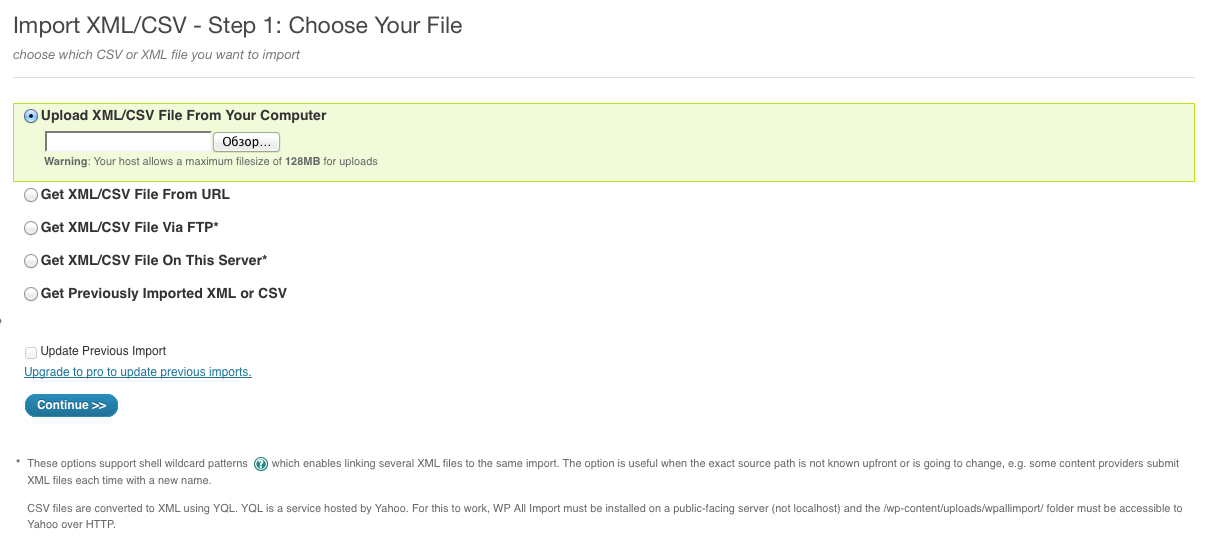 Import XML/CSV - Step 1: Choose Your File
choose which CSV or XML file you want to import
Upload XML/CSV File From Your Computer
Обзор...
Warning: Your host allows a maximum filesize of 128MB for uploads
Get XML/CSV File From URL
Get XML/CSV File Via FTP*
Get XML/CSV File On This Server*
Get Previously Imported XML or CSV
Update Previous Import
Upgrade to pro to update previous imports.
Continue >>
* These options support shell wildcard patterns ? which enables linking several XML files to the same import. The option is useful when the exact source path is not known upfront or is going to change, e.g. some content providers submit
XML files each time with a new name.
CSV files are converted to XML using YQL. YQL is a service hosted by Yahoo. For this to work, WP All Import must be installed on a public-facing server (not localhost) and the /wp-content/uploads/wpallimport/ folder must be accessible to
Yahoo over HTTP.